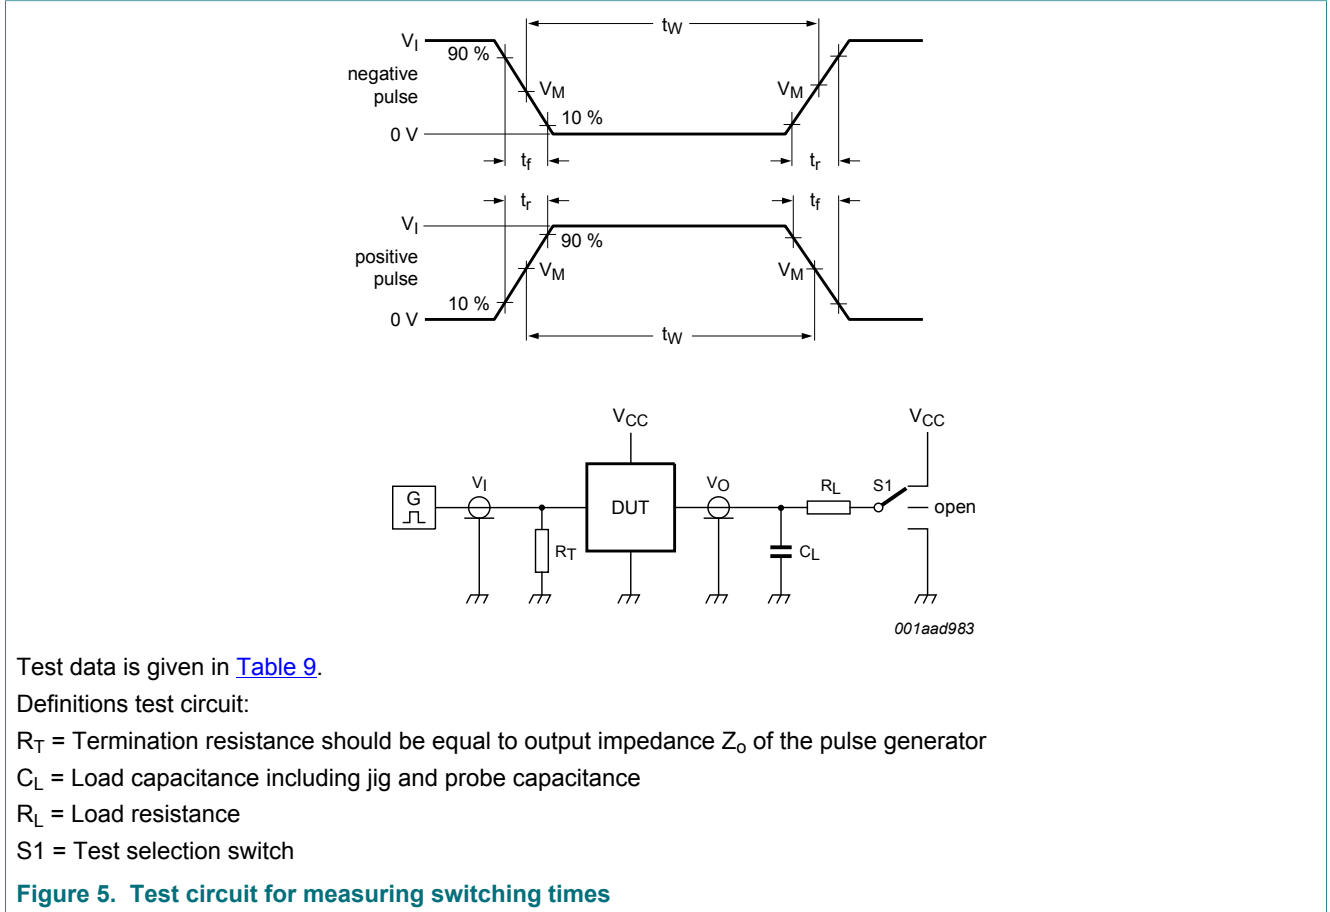 tW
VI
90 %
negative
pulse
VM
VM
10 %
0 V
tf
tr
tr
tf
VI
90 %
positive
pulse
VM
VM
10 %
0 V
tW
VCC
VCC
G
VI
DUT
VO
RL
S1
open
RT
CL
001aad983
Test data is given in Table 9.
Definitions test circuit:
RT = Termination resistance should be equal to output impedance Zo of the pulse generator
CL = Load capacitance including jig and probe capacitance
RL = Load resistance
S1 = Test selection switch
Figure 5. Test circuit for measuring switching times